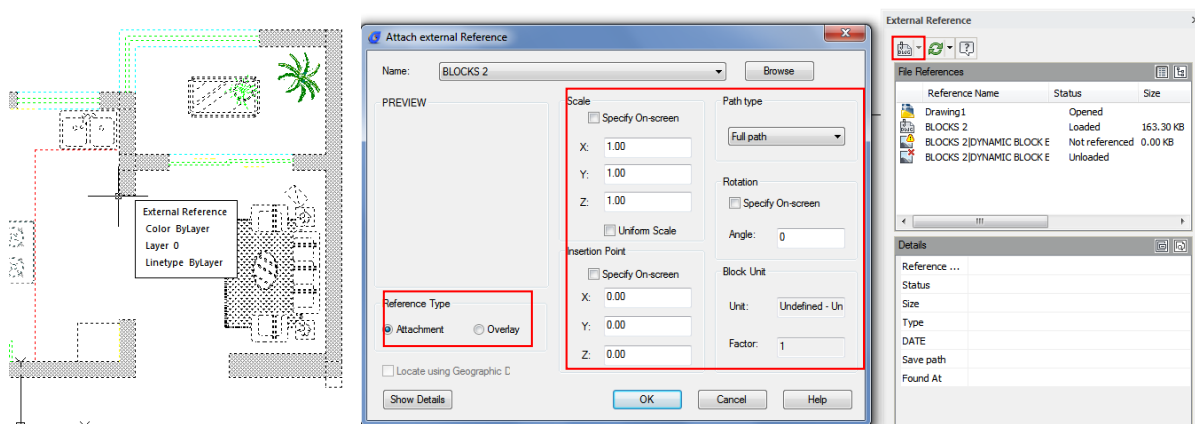 External Reference
Color ByLayer
Layer 0
Linetype ByLayer
Attach external Reference
Name:
BLOCKS 2
Browse
PREVIEW
Reference Type
Attachment
Overlay
Locate using Geographic D
Show Details
Scale
Specify On-screen
X: 1.00
Y: 1.00
Z: 1.00
Uniform Scale
Insertion Point
Specify On-screen
X: 0.00
Y: 0.00
Z: 0.00
Path type
Full path
Rotation
Specify On-screen
Angle: 0
Block Unit
Unit: Undefined - Un
Factor: 1
OK
Cancel
Help
External Reference
File References
Reference Name Status Size
Drawing1 Opened
BLOCKS 2 Loaded 163.30 KB
BLOCKS 2|DYNAMIC BLOCK E Not referenced 0.00 KB
BLOCKS 2|DYNAMIC BLOCK E Unloaded
Details
Reference ...
Status
Size
Type
DATE
Save path
Found At